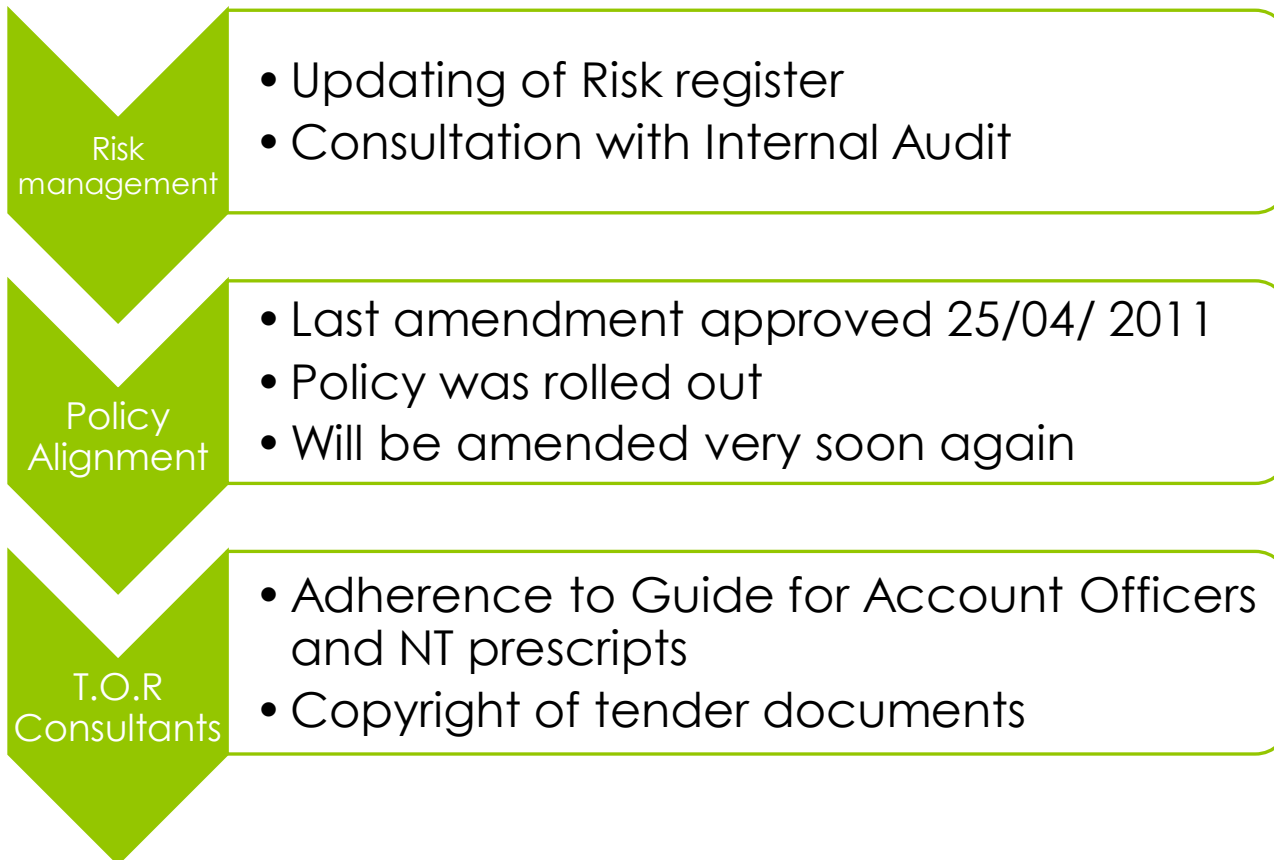 Risk
management
• Updating of Risk register
• Consultation with Internal Audit
Policy
Alignment
• Last amendment approved 25/04/ 2011
• Policy was rolled out
• Will be amended very soon again
T.O.R
Consultants
• Adherence to Guide for Account Officers
and NT prescripts
• Copyright of tender documents